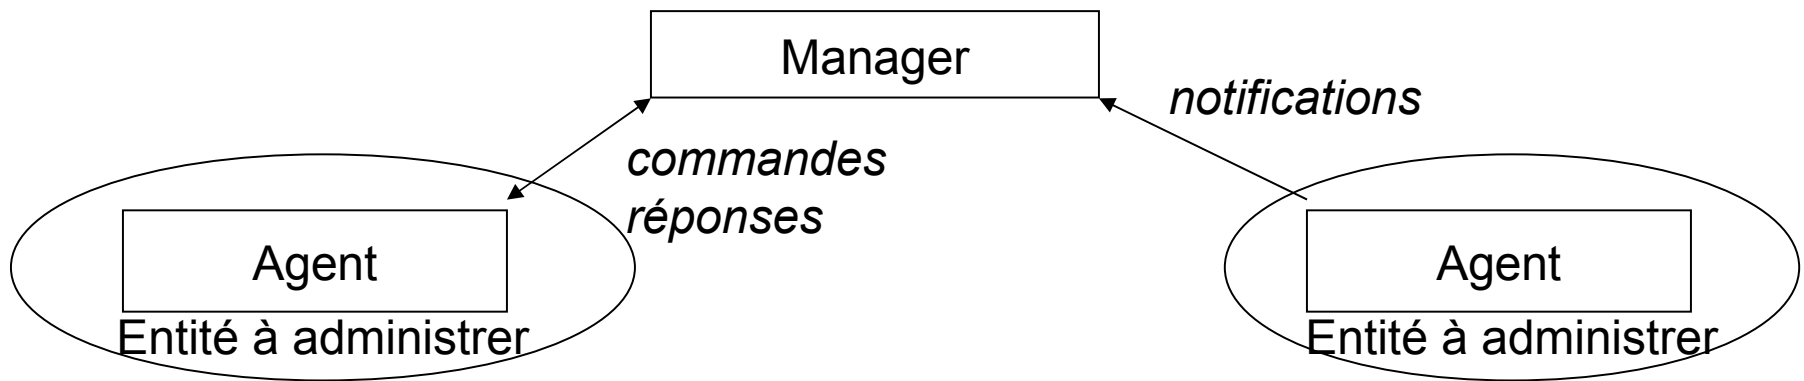 Manager
notifications
commandes
réponses
Agent
Entité à administrer
Agent
Entité à administrer